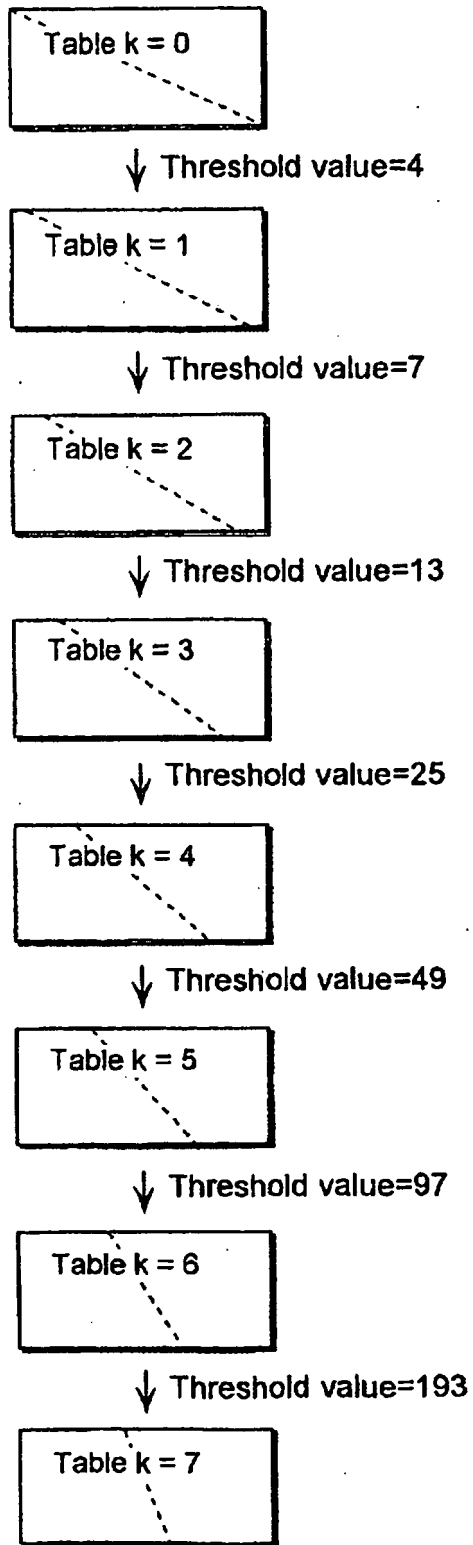 Table k = 0
Threshold value=4
Table k = 1
Threshold value=7
Table k = 2
Threshold value=13
Table k = 3
Threshold value=25
Table k = 4
Threshold value=49
Table k = 5
Threshold value=97
Table k = 6
Threshold value=193
Table k = 7